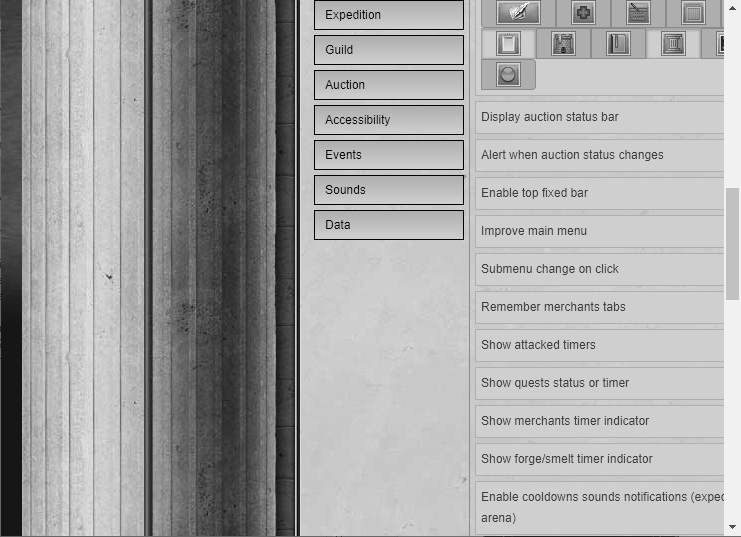 Expedition
Guild
Auction
Accessibility
Events
Sounds
Data
Display auction status bar
Alert when auction status changes
Enable top fixed bar
Improve main menu
Submenu change on click
Remember merchants tabs
Show attacked timers
Show quests status or timer
Show merchants timer indicator
Show forge/smelt timer indicator
Enable cooldowns sounds notifications (expec
arena)